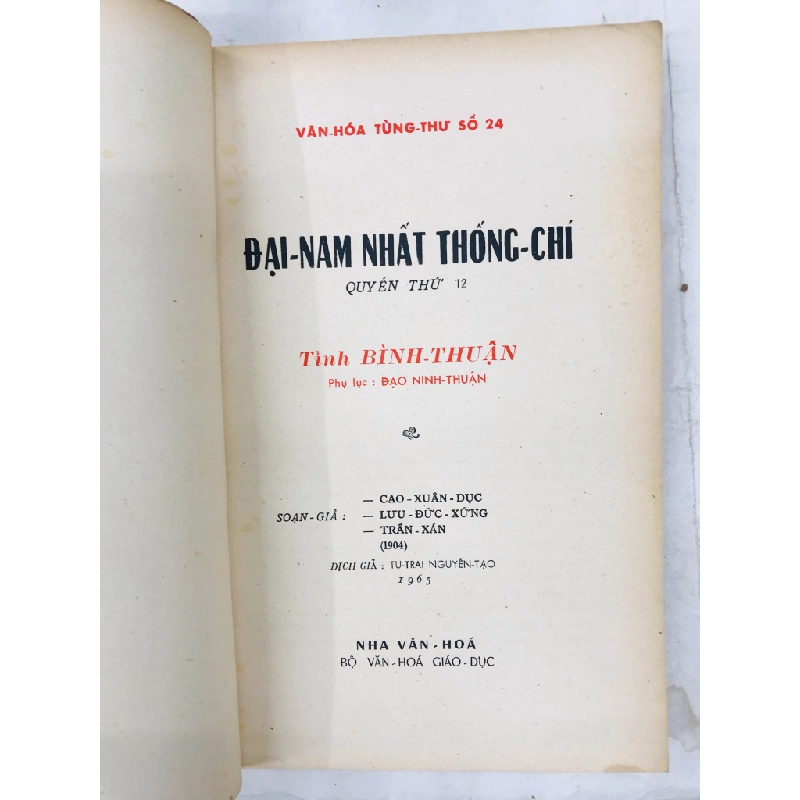 VĂN-HÓA TÙNG-THƯ SỐ 24
ĐẠI-NAM NHẤT THỐNG-CHÍ
QUYỂN THỨ 12
Tỉnh BÌNH-THUẬN
Phụ lục : ĐẠO NINH-THUẬN
— CAO - XUÂN - DỤC
SOẠN - GIẢ : — LƯU - ĐỨC - XỨNG
— TRẦN - XÁN
(1904)
DỊCH GIẢ : TU-TRAI NGUYỄN-TẠO
1965
NHA VĂN - HOÁ
BỘ VĂN-HOÁ GIÁO-DỤC